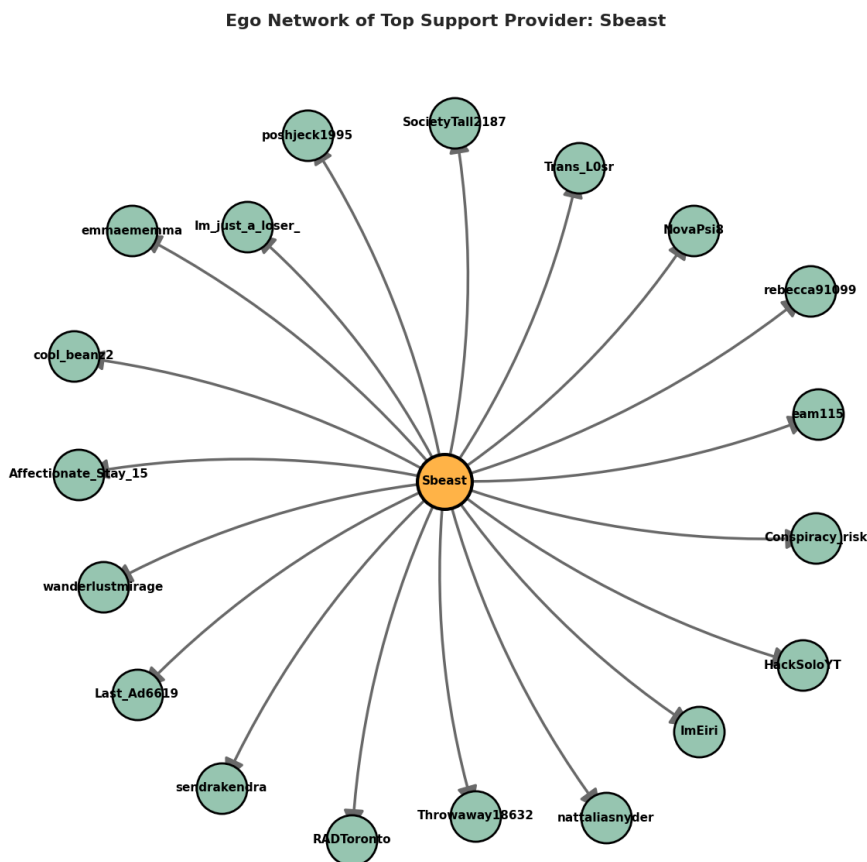 Ego Network of Top Support Provider: Sbeast
SocietyTall2187
poshjeck1995
Trans_L0sr
Im_just_a_loser_
emmaememma
NovaPsi8
rebecca91099
cool_beanz2
eam115
Affectionate_Stay_15
Sbeast
Conspiracy_risk
wanderlustmirage
HackSoloYT
Last_Ad6619
ImEiri
sendrakendra
Throwaway18632
nattaliasnyder
RADToronto